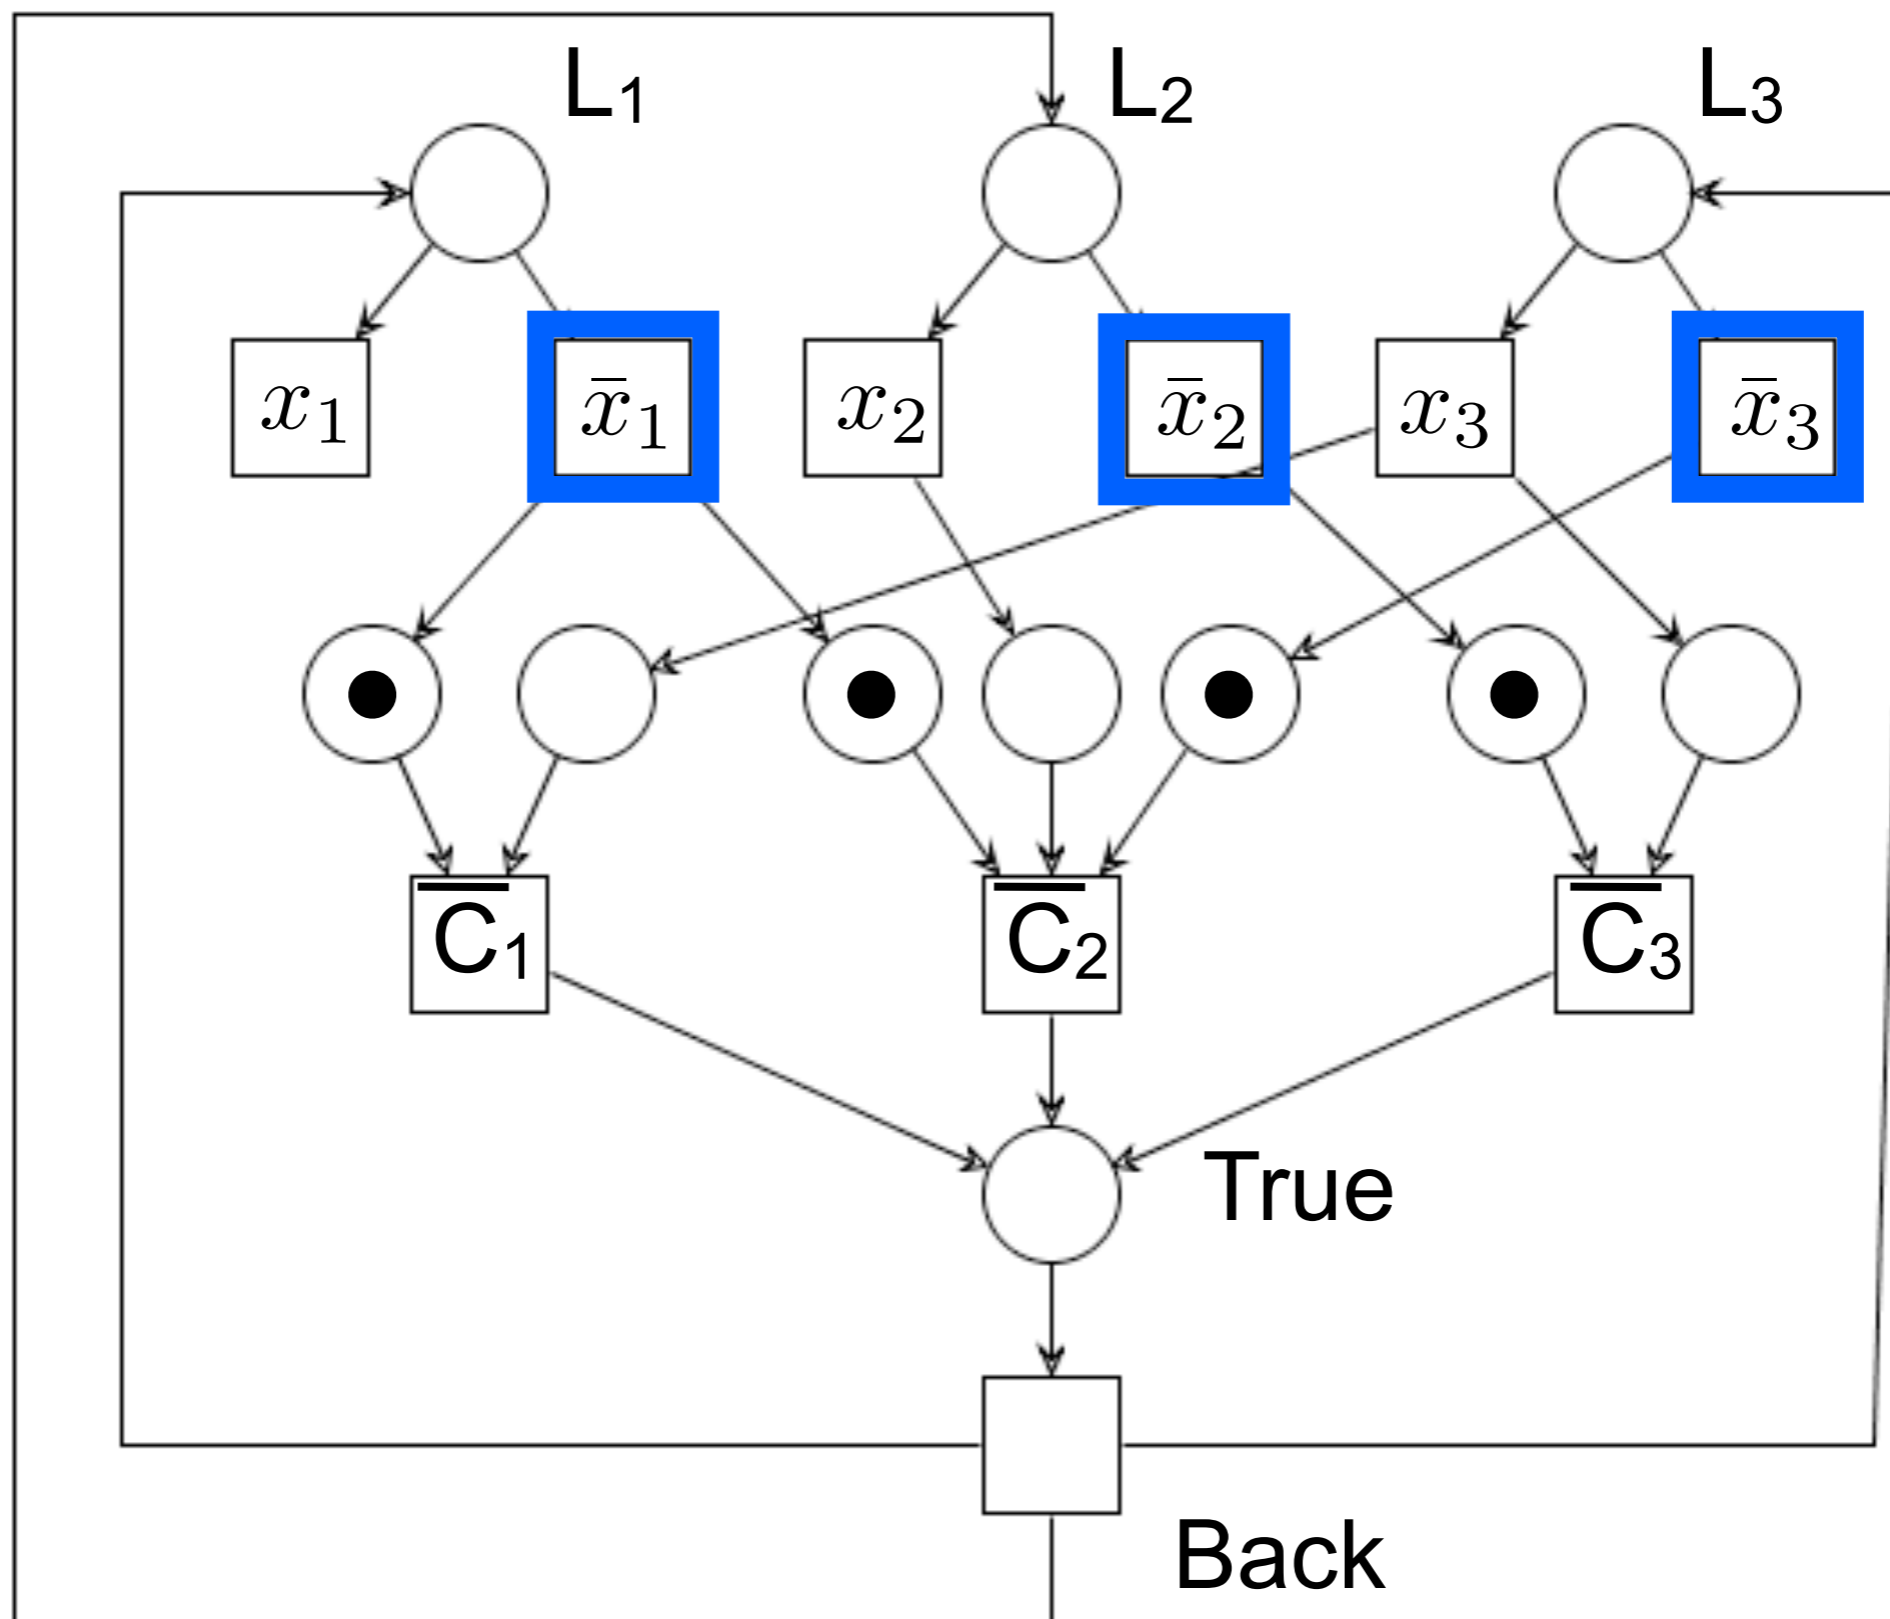 L₁ L₂ L₃
x₁ x̄₁ x₂ x̄₂ x₃ x̄₃
C̅₁ C̅₂ C̅₃
True
Back